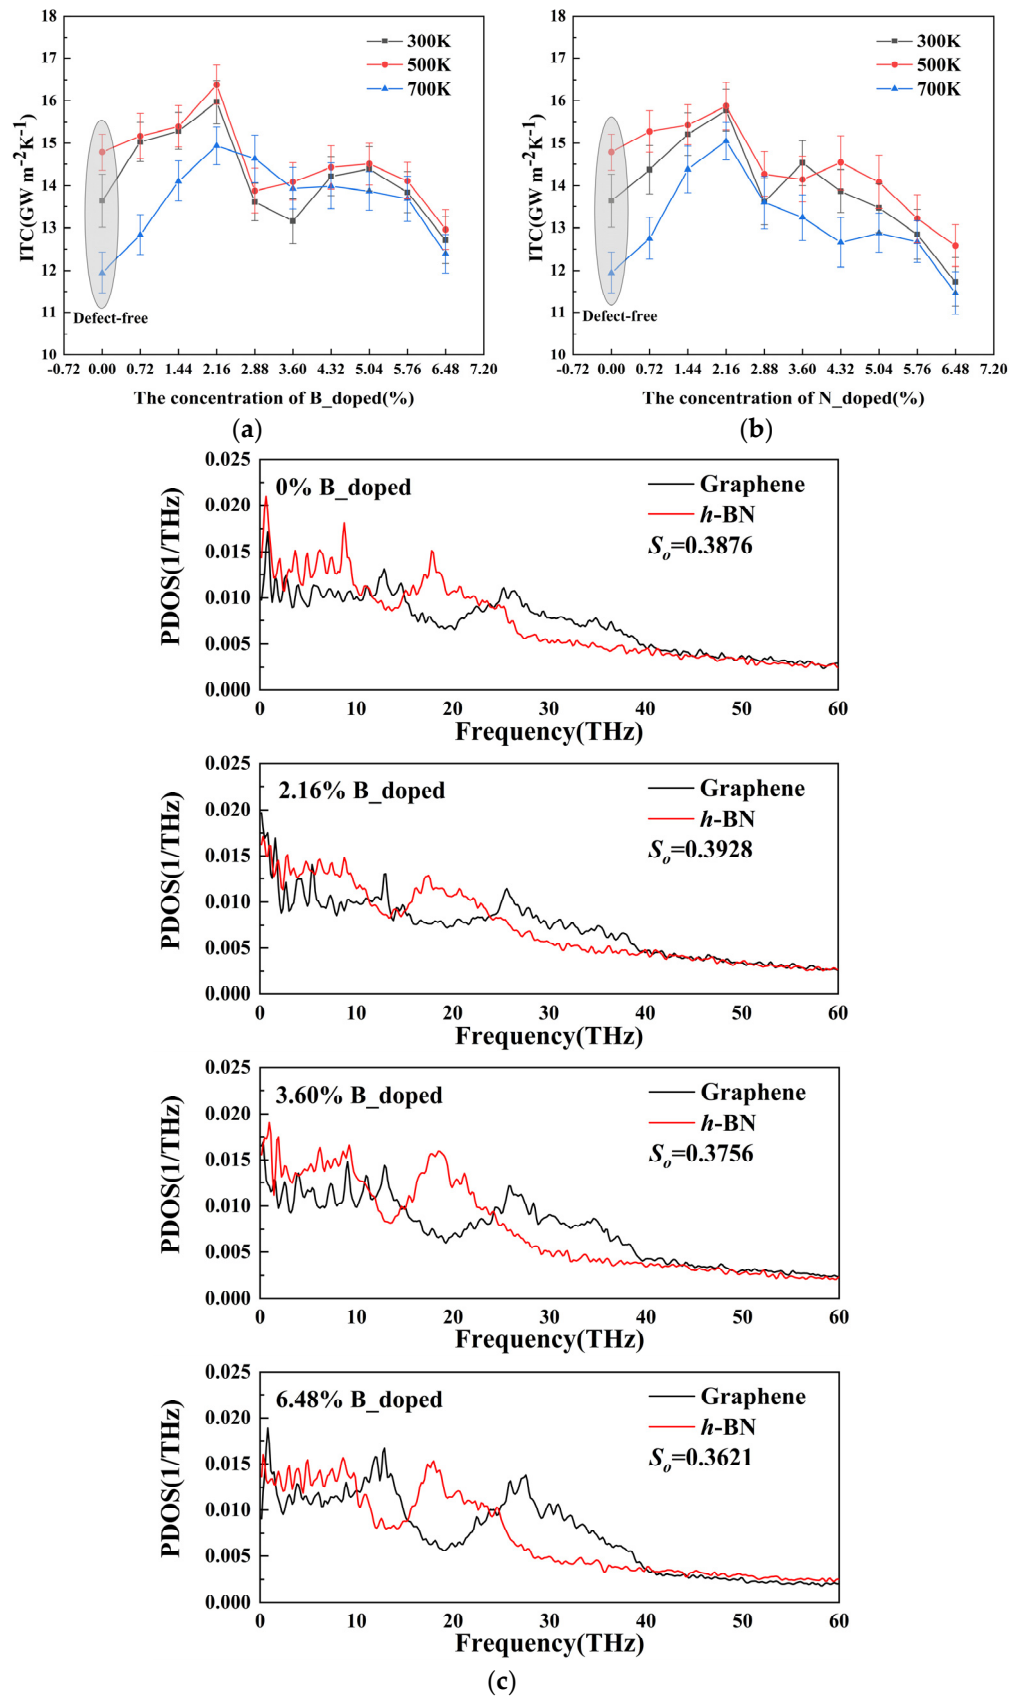 18
17
16
15
14
13
12
11
10
ITC(GW m⁻²K⁻¹)
300K
500K
700K
Defect-free
-0.72 0.00 0.72 1.44 2.16 2.88 3.60 4.32 5.04 5.76 6.48 7.20
The concentration of B_doped(%)
(a)
18
17
16
15
14
13
12
11
10
ITC(GW m⁻²K⁻¹)
300K
500K
700K
Defect-free
-0.72 0.00 0.72 1.44 2.16 2.88 3.60 4.32 5.04 5.76 6.48 7.20
The concentration of N_doped(%)
(b)
0.025
0.020
0.015
0.010
0.005
0.000
PDOS(1/THz)
0% B_doped
Graphene
h-BN
Sₒ=0.3876
0 10 20 30 40 50 60
Frequency(THz)
0.025
0.020
0.015
0.010
0.005
0.000
PDOS(1/THz)
2.16% B_doped
Graphene
h-BN
Sₒ=0.3928
0 10 20 30 40 50 60
Frequency(THz)
0.025
0.020
0.015
0.010
0.005
0.000
PDOS(1/THz)
3.60% B_doped
Graphene
h-BN
Sₒ=0.3756
0 10 20 30 40 50 60
Frequency(THz)
0.025
0.020
0.015
0.010
0.005
0.000
PDOS(1/THz)
6.48% B_doped
Graphene
h-BN
Sₒ=0.3621
0 10 20 30 40 50 60
Frequency(THz)
(c)